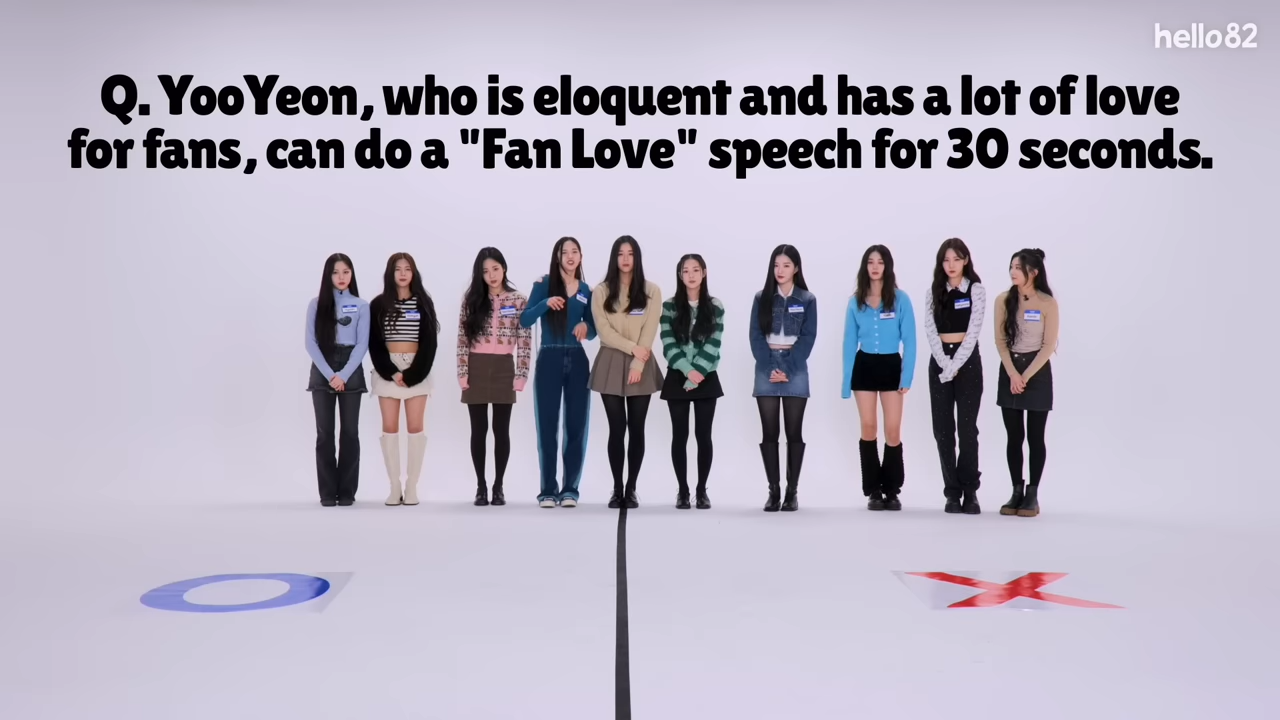 hello82
Q. YooYeon, who is eloquent and has a lot of love
for fans, can do a "Fan Love" speech for 30 seconds.
O X